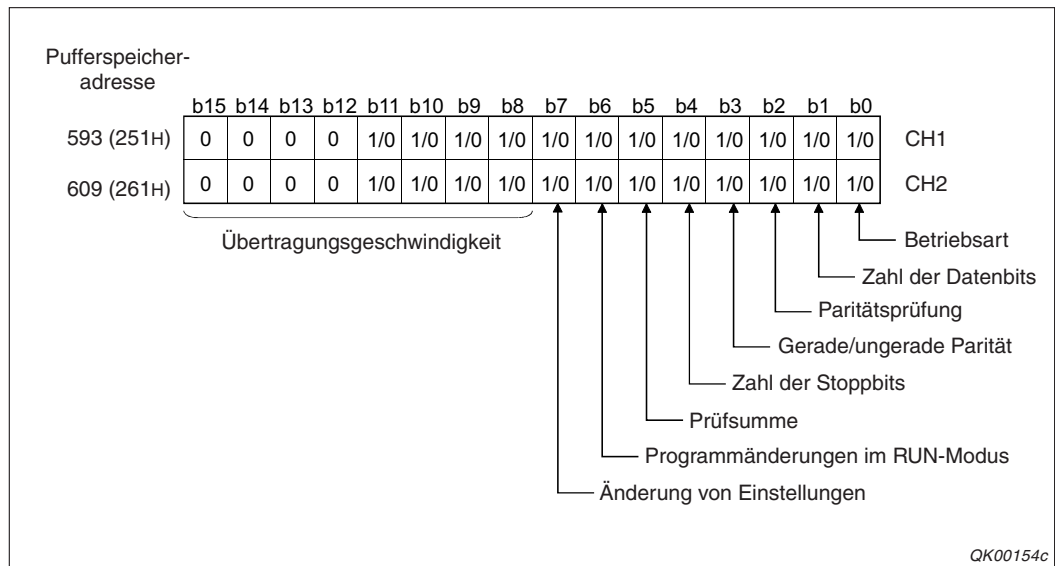 Pufferspeicher-
adresse
b15 b14 b13 b12 b11 b10 b9 b8 b7 b6 b5 b4 b3 b2 b1 b0
593 (251H) 0 0 0 0 1/0 1/0 1/0 1/0 1/0 1/0 1/0 1/0 1/0 1/0 1/0 1/0 CH1
609 (261H) 0 0 0 0 1/0 1/0 1/0 1/0 1/0 1/0 1/0 1/0 1/0 1/0 1/0 1/0 CH2
Übertragungsgeschwindigkeit
Betriebsart
Zahl der Datenbits
Paritätsprüfung
Gerade/ungerade Parität
Zahl der Stoppbits
Prüfsumme
Programmänderungen im RUN-Modus
Änderung von Einstellungen
QK00154c